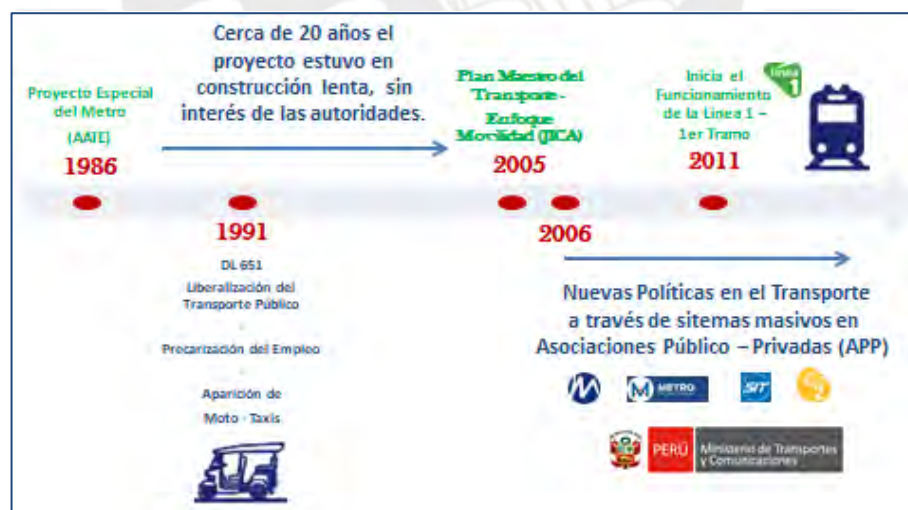 Proyecto Especial
del Metro
(AATE)
1986
Cerca de 20 años el
proyecto estuvo en
construcción lenta, sin
interés de las autoridades.
Plan Maestro del
Transporte -
Enfoque
Movilidad (JICA)
2005
Inicia el
Funcionamiento
de la Línea 1 –
1er Tramo
2011
línea 1
1991
DL 651
Liberalización del
Transporte Público
Precarización del Empleo
Aparición de
Moto - Taxis
2006
Nuevas Políticas en el Transporte
a través de sitemas masivos en
Asociaciones Público – Privadas (APP)
M METRO
SIT
PERÚ
Ministerio de Transportes
y Comunicaciones